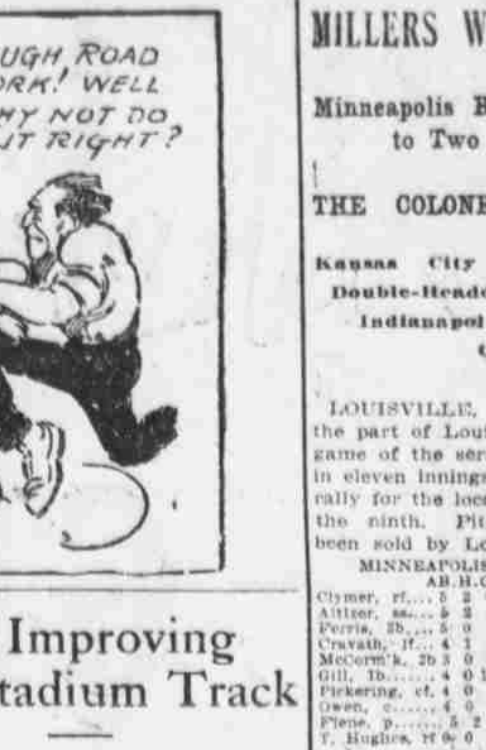 UGH ROAD
ORK! WELL
HY NOT DO
IT RIGHT?
Improving
tadium Track
MILLERS W
Minneapolis B
to Two
THE COLONE
Kansas City
Double-Heade
Indianapol
LOUISVILLE,
the part of Loui
game of the ser
in eleven innings
rally for the loc
the ninth. Pit
been sold by Lo
MINNEAPOLIS
AB.H.O
Clymer, rf.... 5 2
Altizer, ss.... 5 2
Ferris, 3b.... 5 0
Cravath, lf... 4 1
McCorm'k, 2b 3 0
Gill, 1b....... 4 0 1
Pickering, cf. 4 0
Owen, c...... 4 0
Plene, p....... 5 2
T. Hughes, rf 0 0